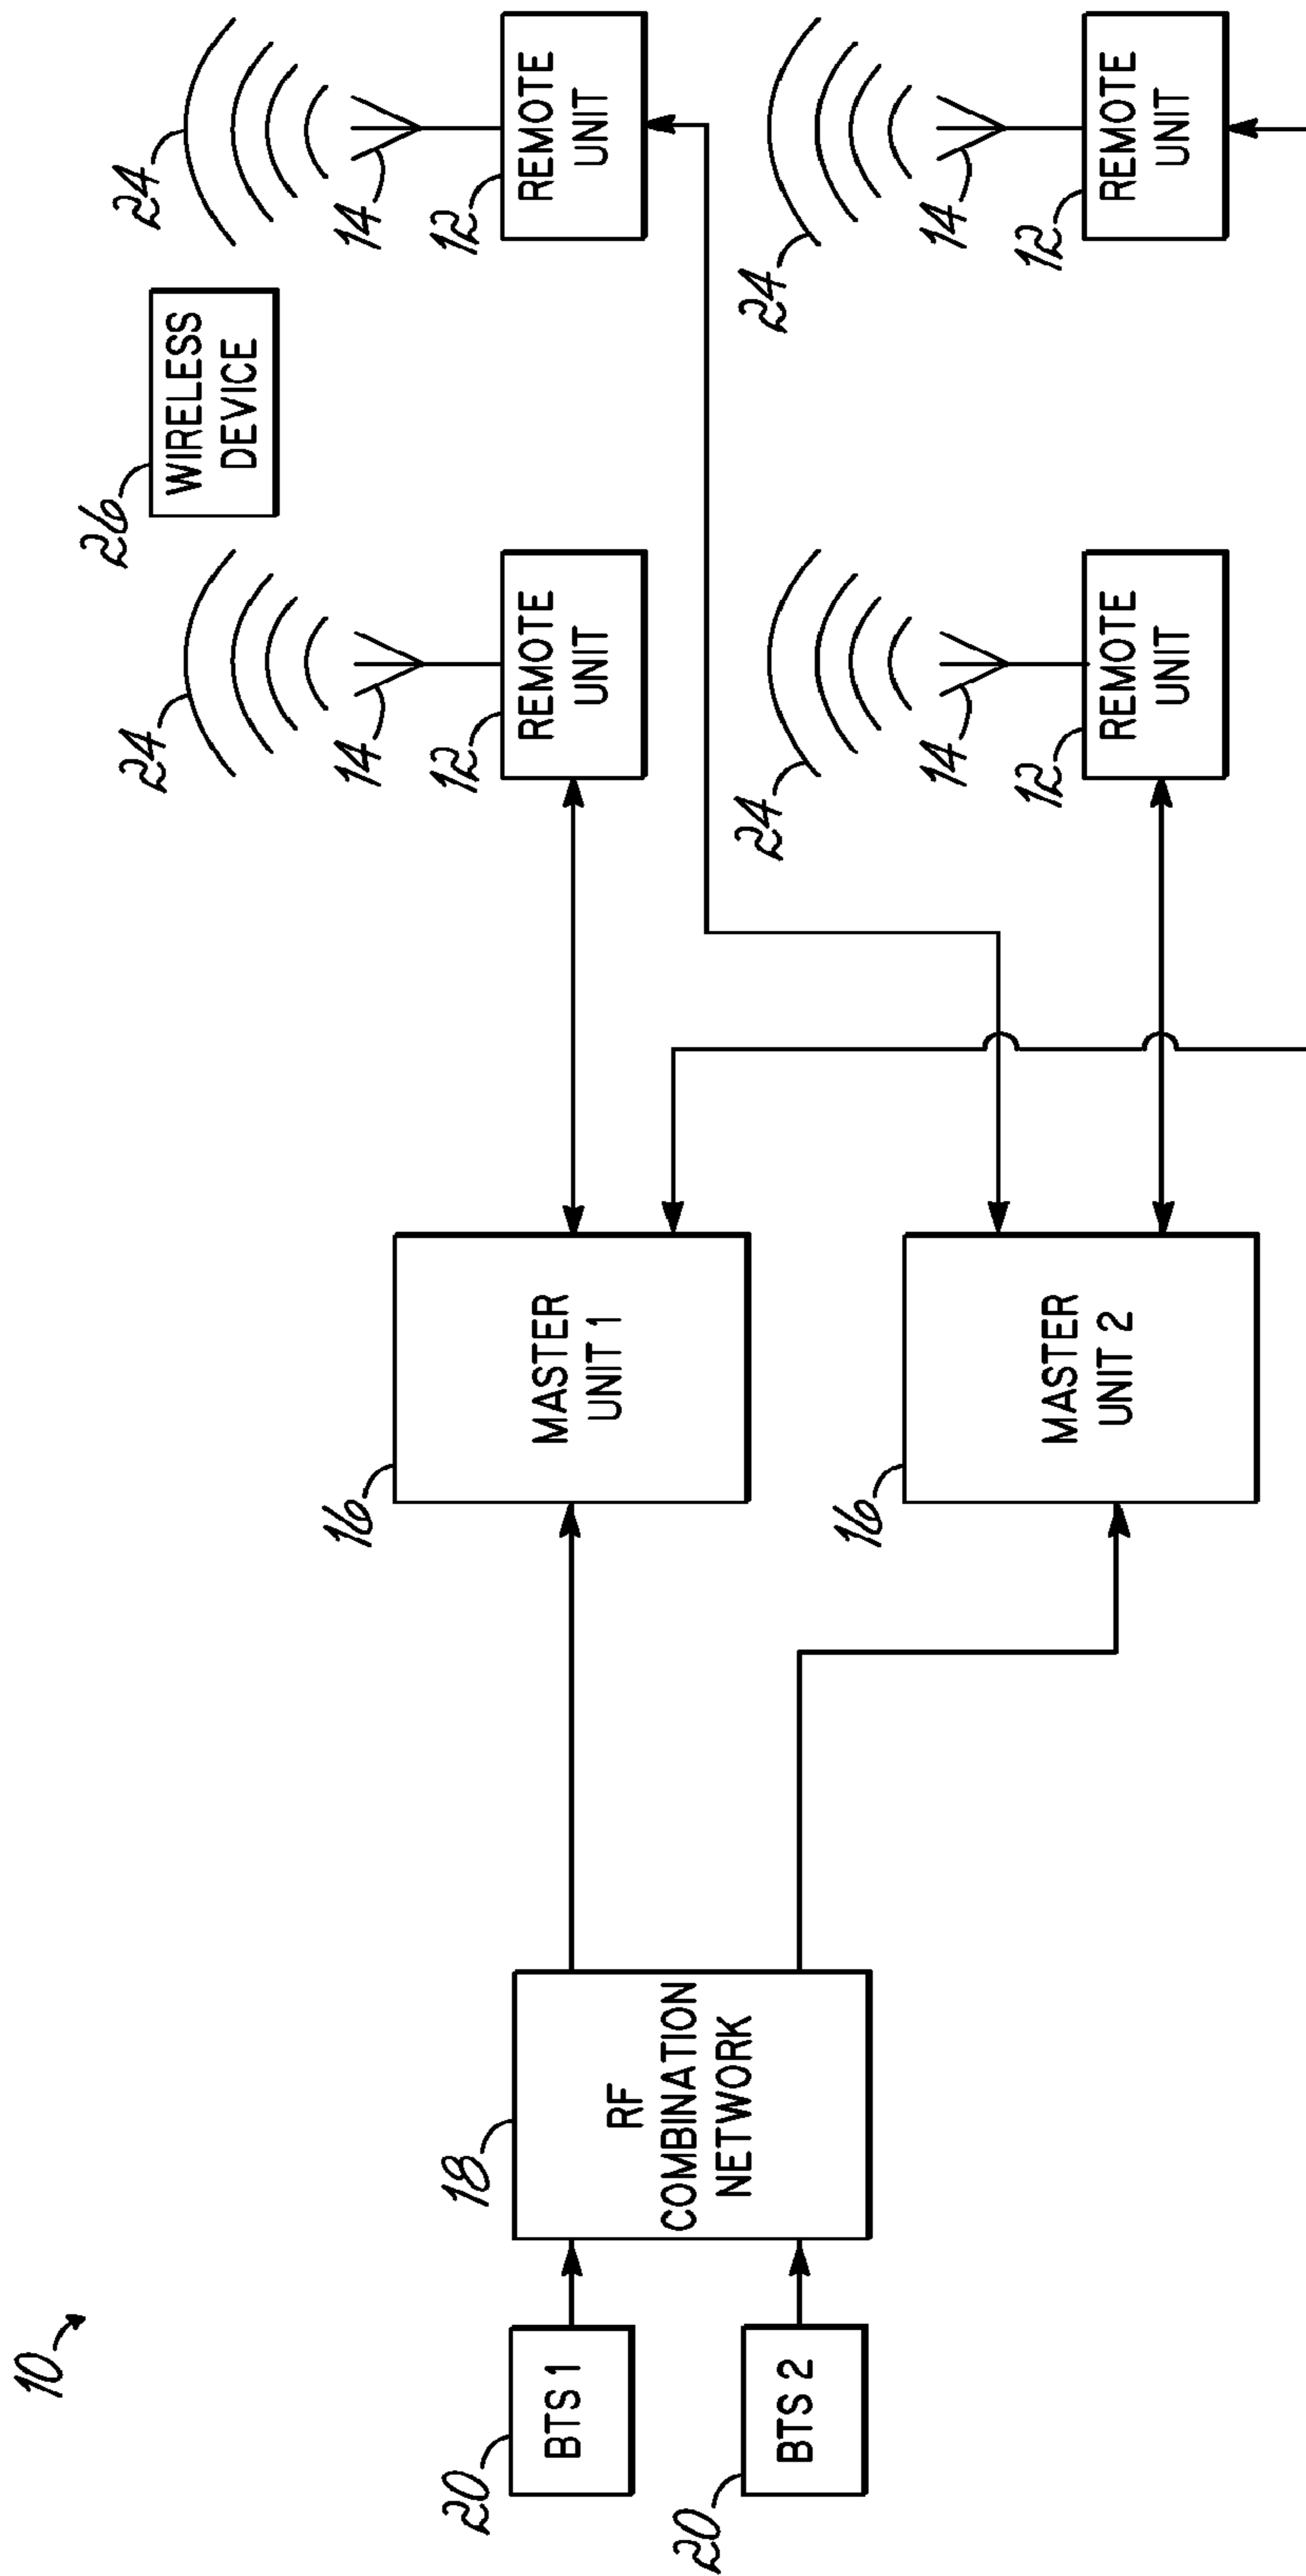 10
20
BTS 1
20
BTS 2
18
RF
COMBINATION
NETWORK
16
MASTER
UNIT 1
16
MASTER
UNIT 2
24
14
12
REMOTE
UNIT
24
14
12
REMOTE
UNIT
26
WIRELESS
DEVICE
24
14
12
REMOTE
UNIT
24
14
12
REMOTE
UNIT